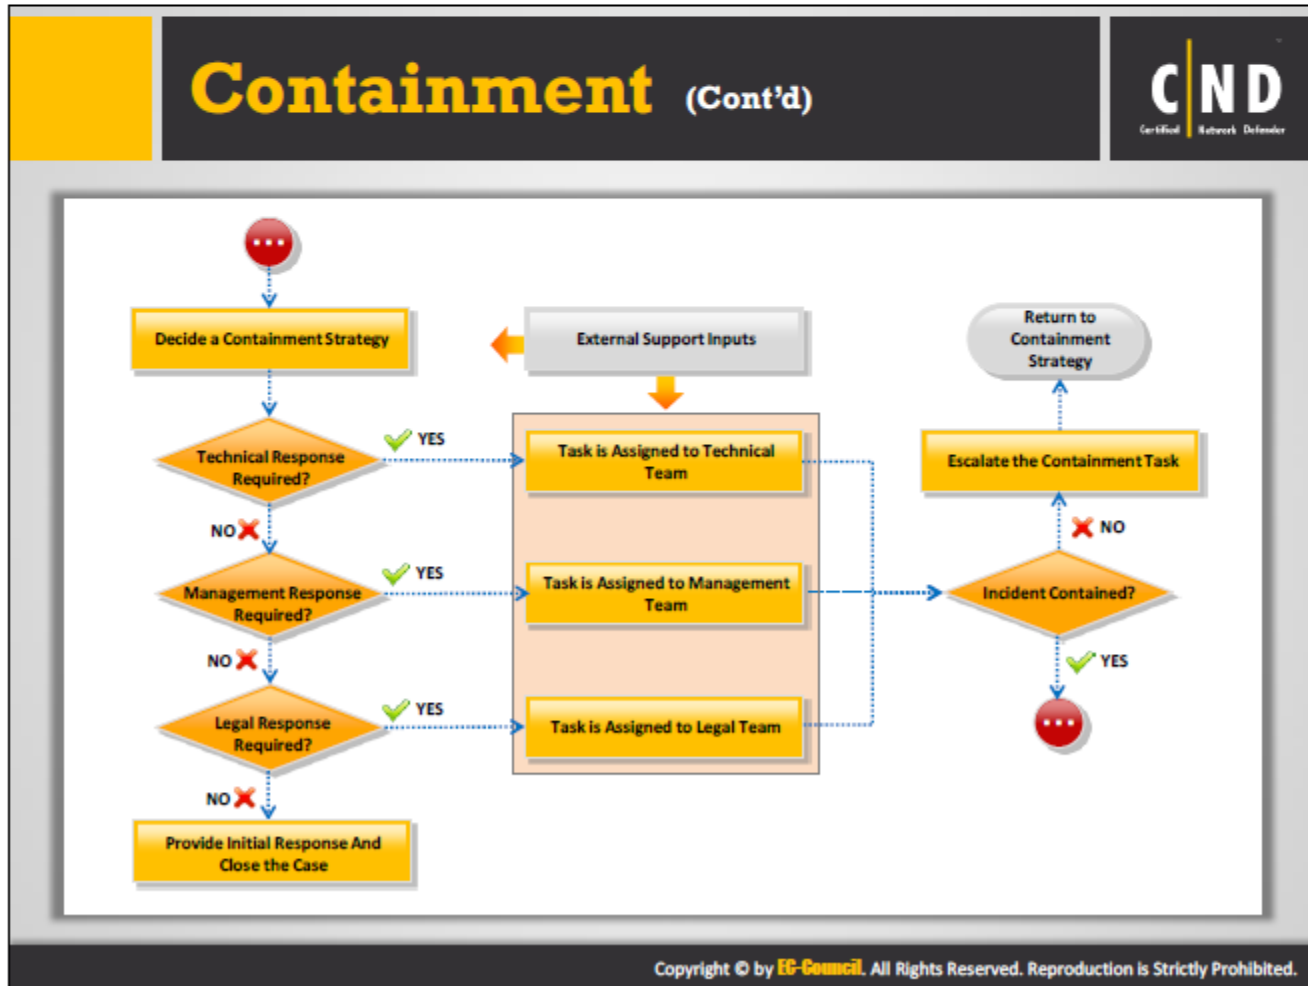 Containment (Cont'd)
CND
Certified Network Defender
Decide a Containment Strategy
External Support Inputs
Return to
Containment
Strategy
Technical Response
Required?
YES
Task is Assigned to Technical
Team
Escalate the Containment Task
NO
NO
Management Response
Required?
YES
Task is Assigned to Management
Team
Incident Contained?
NO
YES
Legal Response
Required?
YES
Task is Assigned to Legal Team
NO
Provide Initial Response And
Close the Case
Copyright © by EC-Council. All Rights Reserved. Reproduction is Strictly Prohibited.